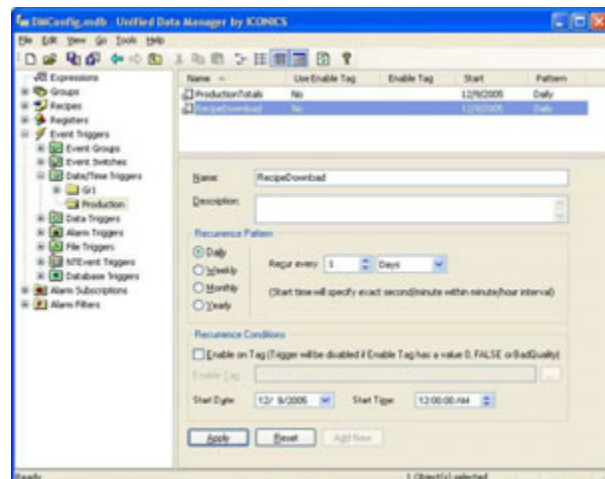 DMConfig.mdb - Unified Data Manager by ICONICS
File Edit View Go Tools Help
Expressions
Groups
Recipes
Registers
Event Triggers
Event Groups
Event Switches
Date/Time Triggers
Gr1
Production
Data Triggers
Alarm Triggers
File Triggers
NTEvent Triggers
Database Triggers
Alarm Subscriptions
Alarm Filters
Name Use Enable Tag Enable Tag Start Pattern
ProductionTotals No 12/9/2005 Daily
RecipeDownload No 12/9/2005 Daily
Name: RecipeDownload
Description:
Recurrence Pattern
Daily
Weekly
Monthly
Yearly
Recur every 1 Days
(Start time will specify exact second/minute within minute/hour interval)
Recurrence Conditions
Enable on Tag (Trigger will be disabled if Enable Tag has a value 0, FALSE or BadQuality)
Enable Tag: ...
Start Date: 12/ 9/2005 Start Time: 12:00:00 AM
Apply Reset Add New
Ready 1 Object(s) selected